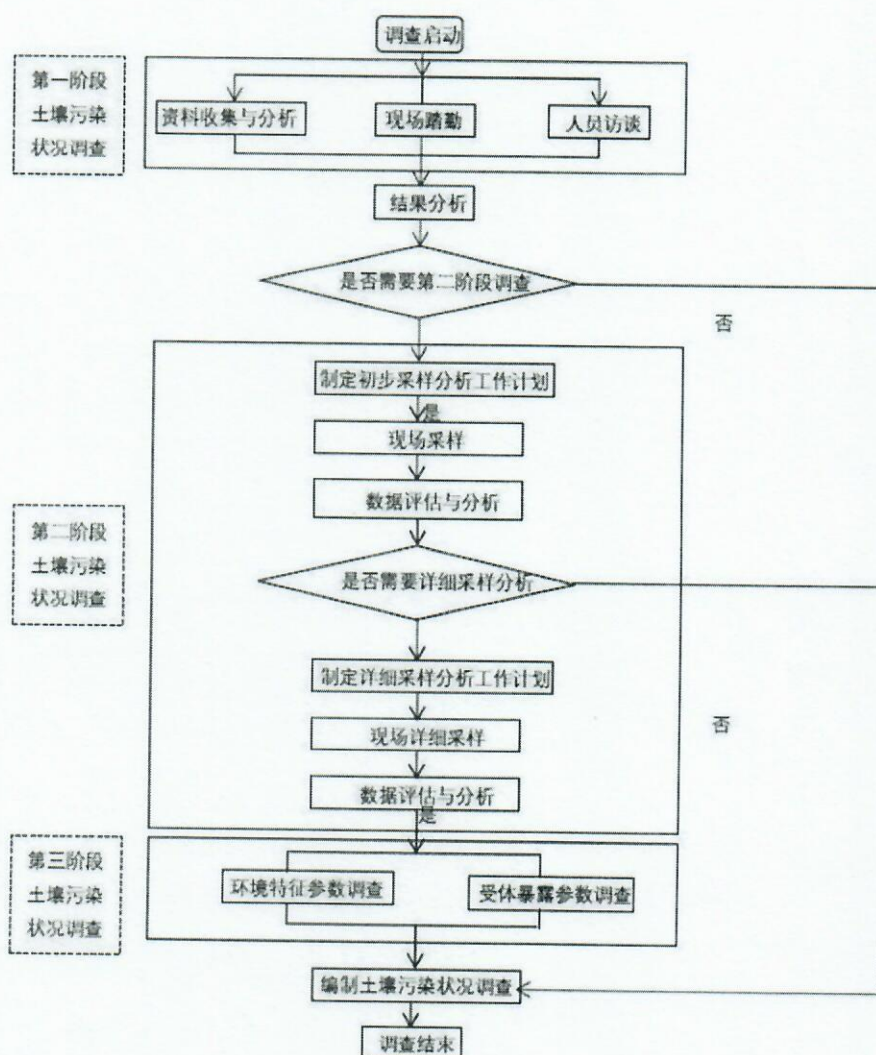 调查启动
第一阶段
土壤污染
状况调查
资料收集与分析
现场踏勤
人员访谈
结果分析
是否需要第二阶段调查
否
制定初步采样分析工作计划
是
现场采样
数据评估与分析
第二阶段
土壤污染
状况调查
是否需要详细采样分析
制定详细采样分析工作计划
否
现场详细采样
数据评估与分析
是
第三阶段
土壤污染
状况调查
环境特征参数调查
受体暴露参数调查
编制土壤污染状况调查
调查结束